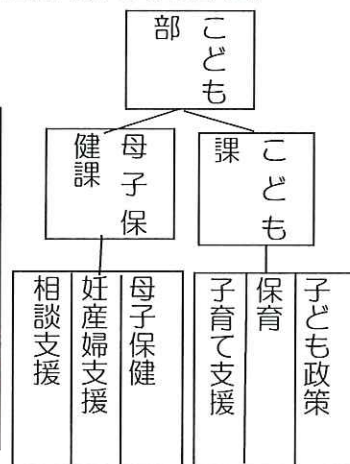 こども
部
こども
課
子ども政策
保育
子育て支援
母子保
健課
母子保健
妊産婦支援
相談支援